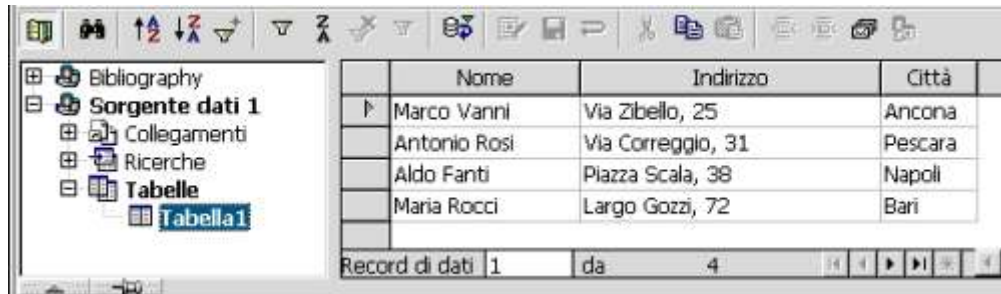 Bibliography
Sorgente dati 1
Collegamenti
Ricerche
Tabelle
Tabella1
Nome Indirizzo Città
Marco Vanni Via Zibello, 25 Ancona
Antonio Rosi Via Correggio, 31 Pescara
Aldo Fanti Piazza Scala, 38 Napoli
Maria Rocci Largo Gozzi, 72 Bari
Record di dati 1 da 4